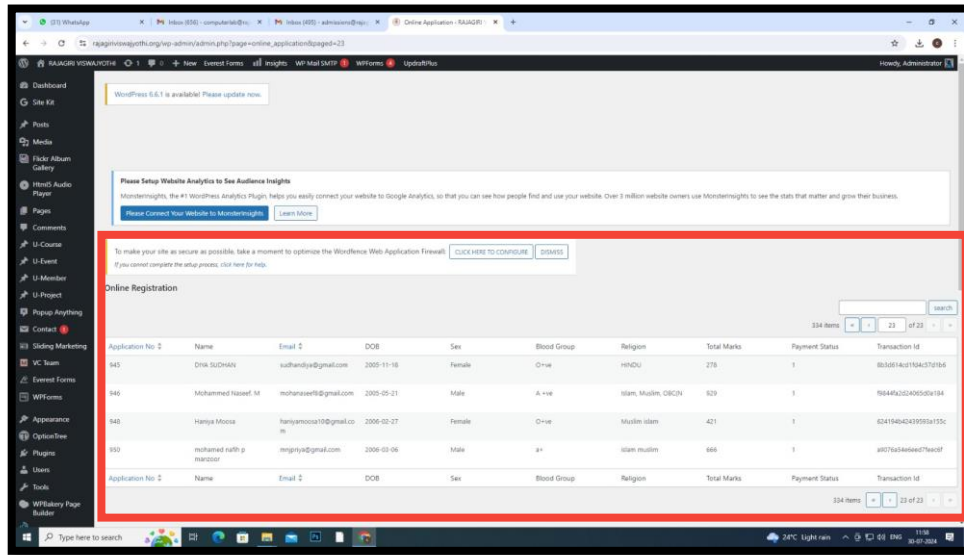 (21) WhatsApp
Online Application - RAJAGIRI
rajagiriviswajyothi.org/wp-admin/admin.php?page=online_application&paged=23
RAJAGIRI VISWAJYOTHI 1 0 New Everest Forms Insights WP Mail SMTP 1 WPForms UpdraftPlus Howdy, Administrator
Dashboard
Site Kit
Posts
Media
Flickr Album
Gallery
Html5 Audio
Player
Pages
Comments
U-Course
U-Event
U-Member
U-Project
Popup Anything
Contact 1
Sliding Marketing
VC Team
Everest Forms
WPForms
Appearance
OptionTree
Plugins
Users
Tools
WPBakery Page
Builder
WordPress 6.6.1 is available! Please update now.
Please Setup Website Analytics to See Audience Insights
MonsterInsights, the #1 WordPress Analytics Plugin, helps you easily connect your website to Google Analytics, so that you can see how people find and use your website. Over 3 million website owners use MonsterInsights to see the stats that matter and grow their business.
Please Connect Your Website to MonsterInsights Learn More
To make your site as secure as possible, take a moment to optimize the Wordfence Web Application Firewall: CLICK HERE TO CONFIGURE DISMISS
If you cannot complete the setup process, click here for help.
Online Registration
search
334 items « ‹ 23 of 23 › »
Application No Name Email DOB Sex Blood Group Religion Total Marks Payment Status Transaction Id
945 DIYA SUDHAN sudhandiya@gmail.com 2005-11-16 Female O+ve HINDU 278 1
946 Mohammed Naseef. M mohanaseef8@gmail.com 2005-05-21 Male A +ve Islam, Muslim, OBC(N 929 1
948 Haniya Moosa haniyamoosa10@gmail.co 2006-02-27 Female O+ve Muslim islam 421 1
m
950 mohamed nafih p mngpriya@gmail.com 2006-03-06 Male a+ islam muslim 666 1
manzoor
Application No Name Email DOB Sex Blood Group Religion Total Marks Payment Status Transaction Id
334 items « ‹ 23 of 23 › »
Type here to search
24°C Light rain ENG 11:58
30-07-2024